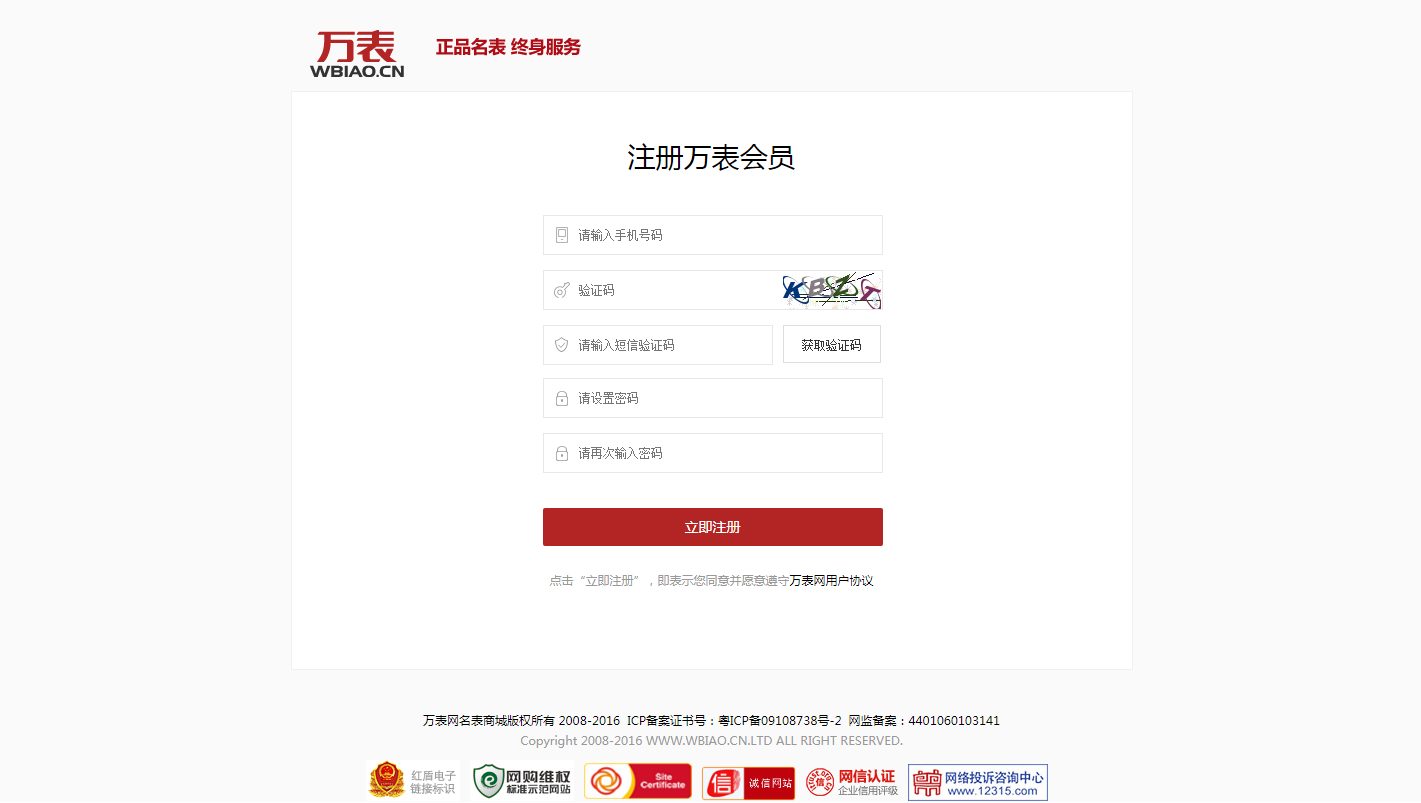 万表
WBIAO.CN
正品名表 终身服务
注册万表会员
请输入手机号码
验证码
KBZT
请输入短信验证码
获取验证码
请设置密码
请再次输入密码
立即注册
点击“立即注册”，即表示您同意并愿意遵守万表网用户协议
万表网名表商城版权所有 2008-2016 ICP备案证书号：粤ICP备09108738号-2 网监备案：4401060103141
Copyright 2008-2016 WWW.WBIAO.CN.LTD ALL RIGHT RESERVED.
红盾电子
链接标识
网购维权
标准示范网站
Site
Certificate
信
诚信网站
TRUST.ORG
信
网信认证
企业信用评级
网络投诉咨询中心
www.12315.com